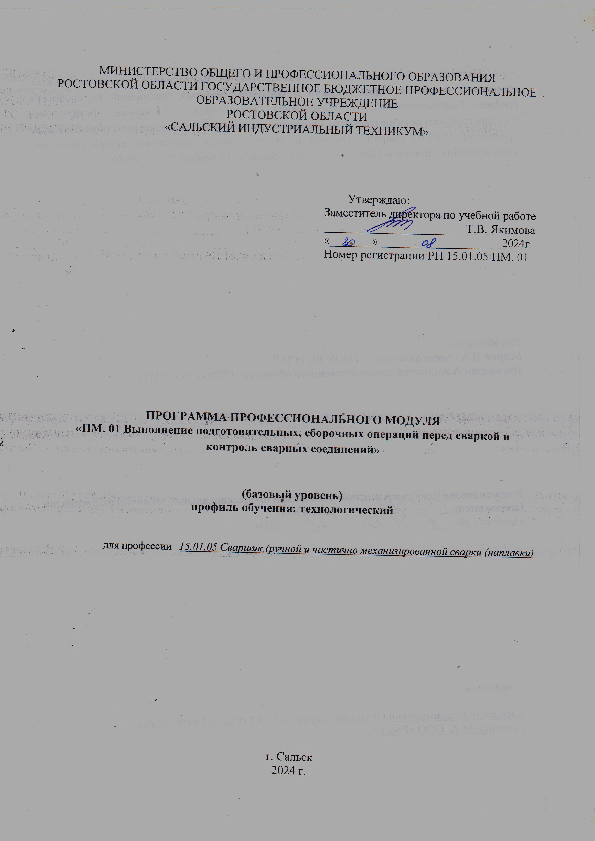 МИНИСТЕРСТВО ОБЩЕГО И ПРОФЕССИОНАЛЬНОГО ОБРАЗОВАНИЯ
РОСТОВСКОЙ ОБЛАСТИ ГОСУДАРСТВЕННОЕ БЮДЖЕТНОЕ ПРОФЕССИОНАЛЬНОЕ
ОБРАЗОВАТЕЛЬНОЕ УЧРЕЖДЕНИЕ
РОСТОВСКОЙ ОБЛАСТИ
«САЛЬСКИЙ ИНДУСТРИАЛЬНЫЙ ТЕХНИКУМ»
Утверждаю:
Заместитель директора по учебной работе
Т.В. Якимова
« 30 » 08 2024г
Номер регистрации РП 15.01.05 ПМ. 01
ПРОГРАММА ПРОФЕССИОНАЛЬНОГО МОДУЛЯ
«ПМ. 01 Выполнение подготовительных, сборочных операций перед сваркой и
контроль сварных соединений»
(базовый уровень)
профиль обучения: технологический
для профессии 15.01.05 Сварщик (ручной и частично механизированной сварки (наплавки)
г. Сальск
2024 г.